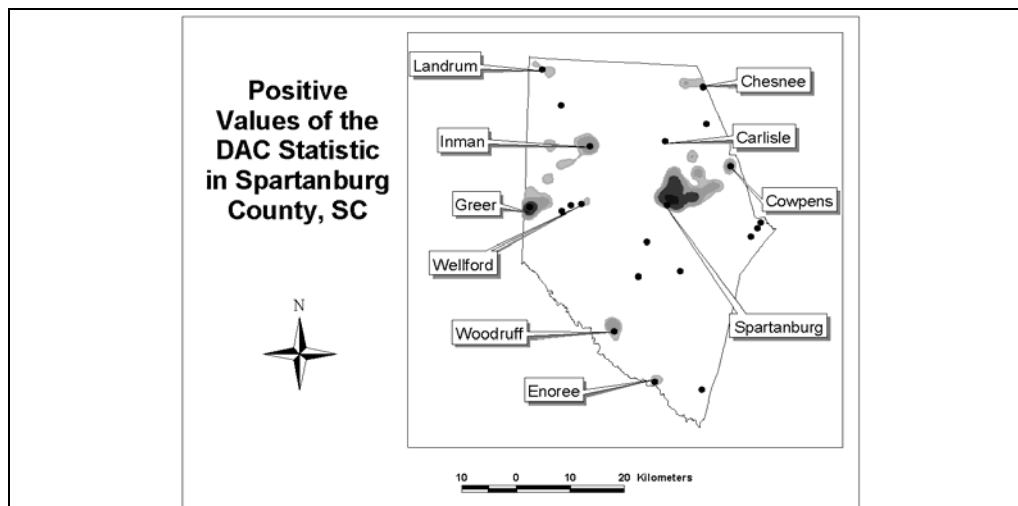 Positive
Values of the
DAC Statistic
in Spartanburg
County, SC
Landrum
Chesnee
Inman
Carlisle
Greer
Cowpens
Wellford
Spartanburg
Woodruff
Enoree
N
10 0 10 20 Kilometers